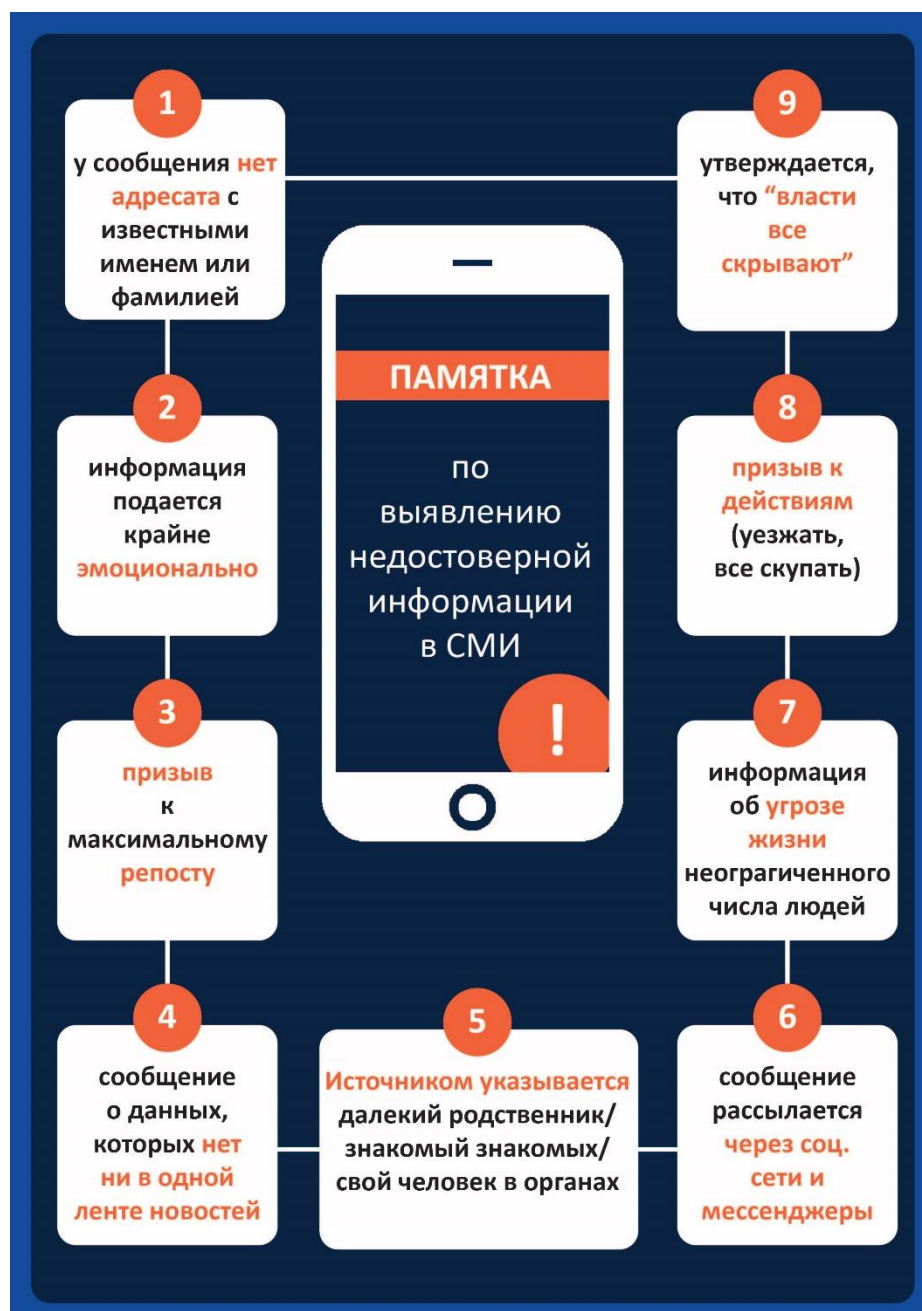 ПАМЯТКА
по
выявлению
недостоверной
информации
в СМИ
!
1
у сообщения нет
адресата с
известными
именем или
фамилией
2
информация
подается
крайне
эмоционально
3
призыв
к
максимальному
репосту
4
сообщение
о данных,
которых нет
ни в одной
ленте новостей
5
Источником указывается
далекий родственник/
знакомый знакомых/
свой человек в органах
6
сообщение
рассылается
через соц.
сети и
мессенджеры
7
информация
об угрозе
жизни
неограгиченного
числа людей
8
призыв к
действиям
(уезжать,
все скупать)
9
утверждается,
что “власти
все
скрывают”